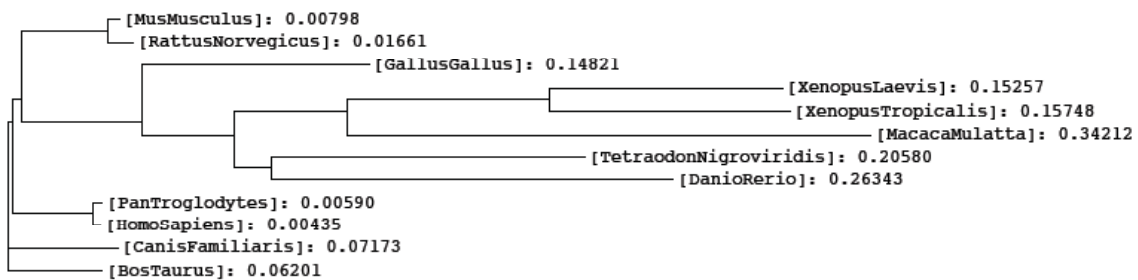 [MusMusculus]: 0.00798
[RattusNorvegicus]: 0.01661
[GallusGallus]: 0.14821
[XenopusLaevis]: 0.15257
[XenopusTropicalis]: 0.15748
[MacacaMulatta]: 0.34212
[TetraodonNigroviridis]: 0.20580
[DanioRerio]: 0.26343
[PanTroglodytes]: 0.00590
[HomoSapiens]: 0.00435
[CanisFamiliaris]: 0.07173
[BosTaurus]: 0.06201